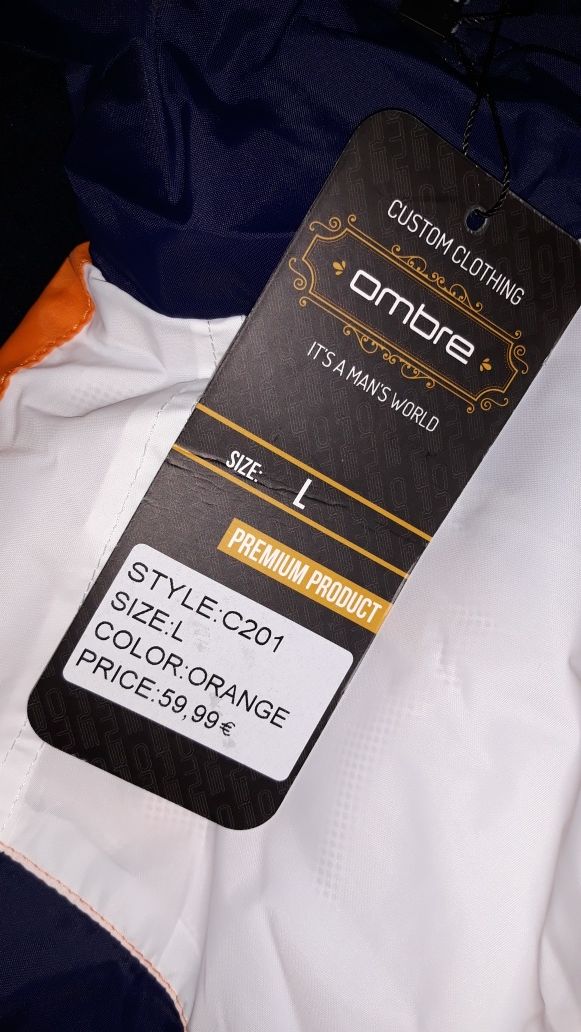 CUSTOM CLOTHING
ombre
IT'S A MAN'S WORLD
SIZE: L
PREMIUM PRODUCT
STYLE:C201
SIZE:L
COLOR:ORANGE
PRICE:59,99€